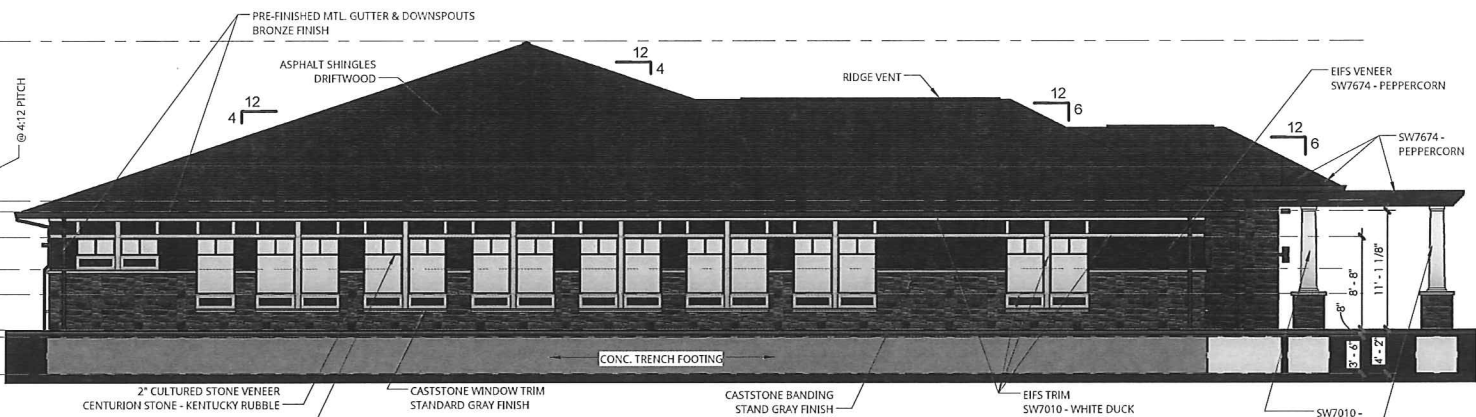 PRE-FINISHED MTL. GUTTER & DOWNSPOUTS
BRONZE FINISH
ASPHALT SHINGLES
DRIFTWOOD
12
4
RIDGE VENT
12
6
EIFS VENEER
SW7674 - PEPPERCORN
@ 4:12 PITCH
12
4
12
6
SW7674 -
PEPPERCORN
8"
8' - 8"
11' - 1 1/8"
3' - 6"
4' - 2"
CONC. TRENCH FOOTING
2" CULTURED STONE VENEER
CENTURION STONE - KENTUCKY RUBBLE
CASTSTONE WINDOW TRIM
STANDARD GRAY FINISH
CASTSTONE BANDING
STAND GRAY FINISH
EIFS TRIM
SW7010 - WHITE DUCK
SW7010 -